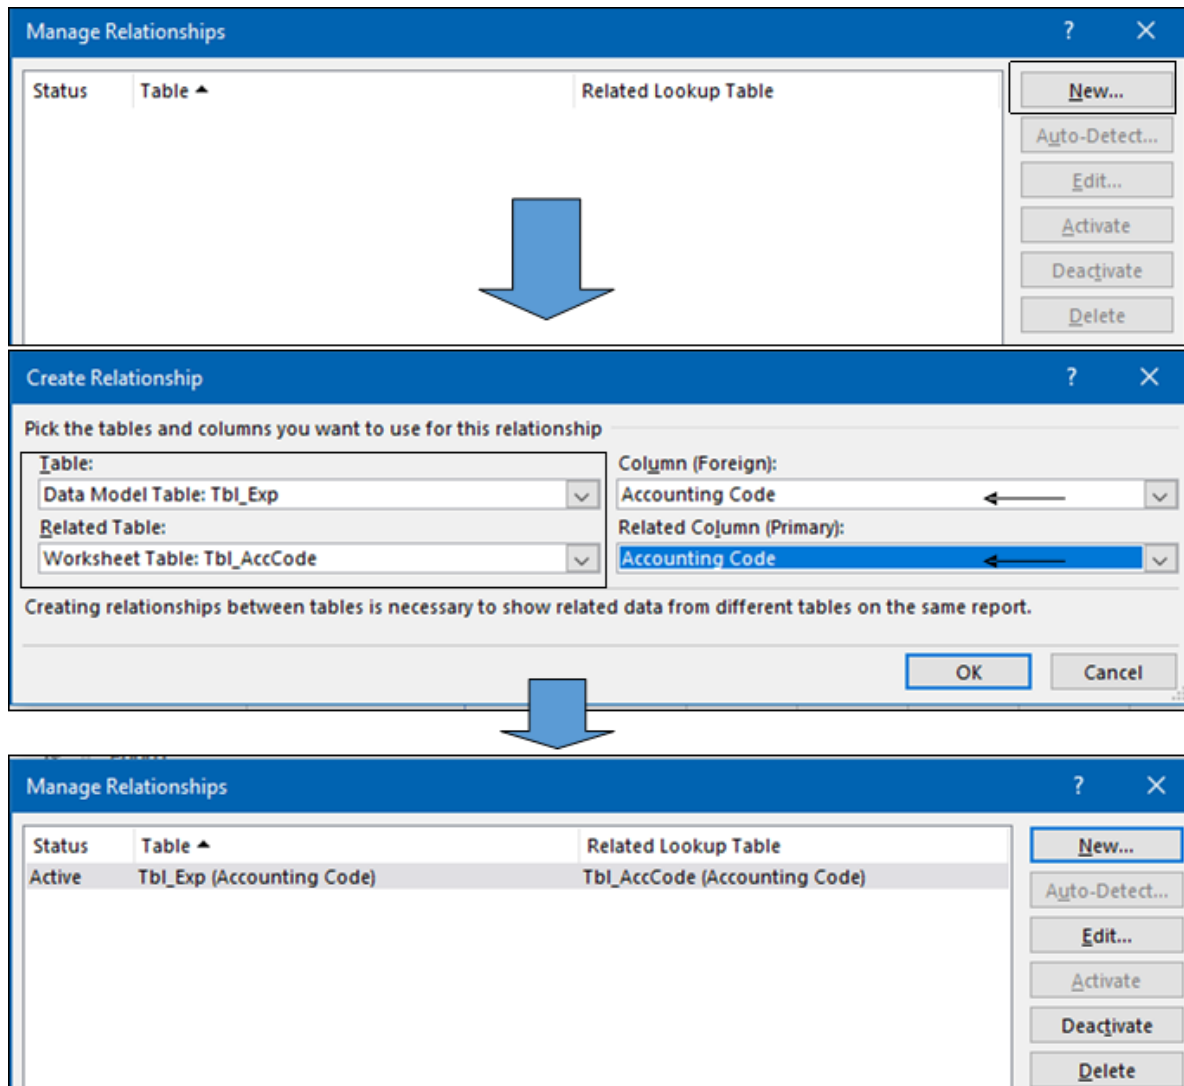 Manage Relationships ? ×
Status Table Related Lookup Table New...
Auto-Detect...
Edit...
Activate
Deactivate
Delete
Create Relationship ? ×
Pick the tables and columns you want to use for this relationship
Table: Column (Foreign):
Data Model Table: Tbl_Exp Accounting Code
Related Table: Related Column (Primary):
Worksheet Table: Tbl_AccCode Accounting Code
Creating relationships between tables is necessary to show related data from different tables on the same report.
OK Cancel
Manage Relationships ? ×
Status Table Related Lookup Table New...
Active Tbl_Exp (Accounting Code) Tbl_AccCode (Accounting Code)
Auto-Detect...
Edit...
Activate
Deactivate
Delete